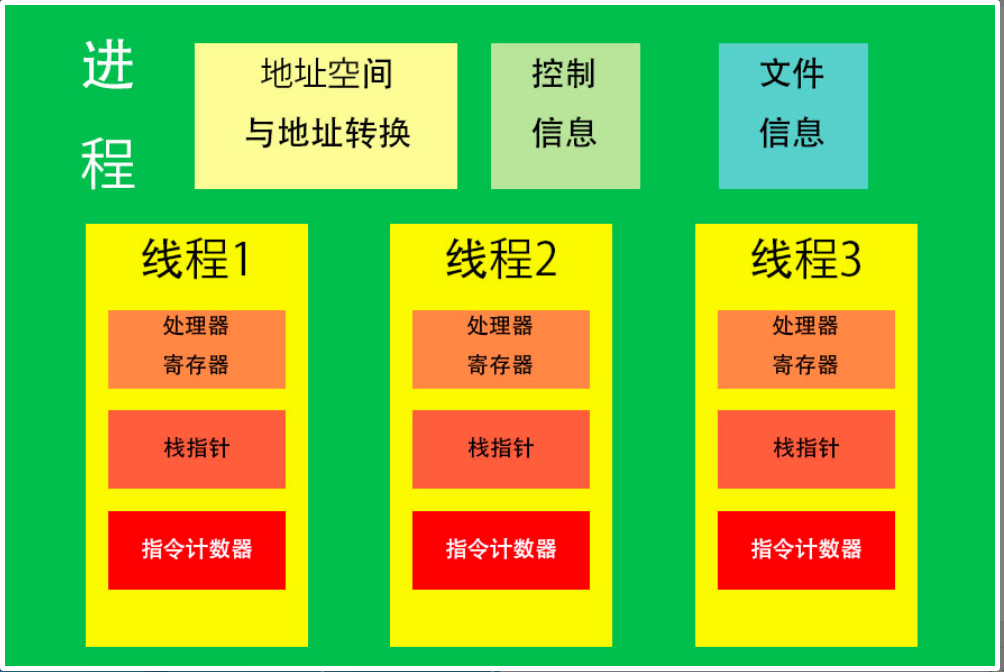 进
程
地址空间
与地址转换
控制
信息
文件
信息
线程1
处理器
寄存器
栈指针
指令计数器
线程2
处理器
寄存器
栈指针
指令计数器
线程3
处理器
寄存器
栈指针
指令计数器